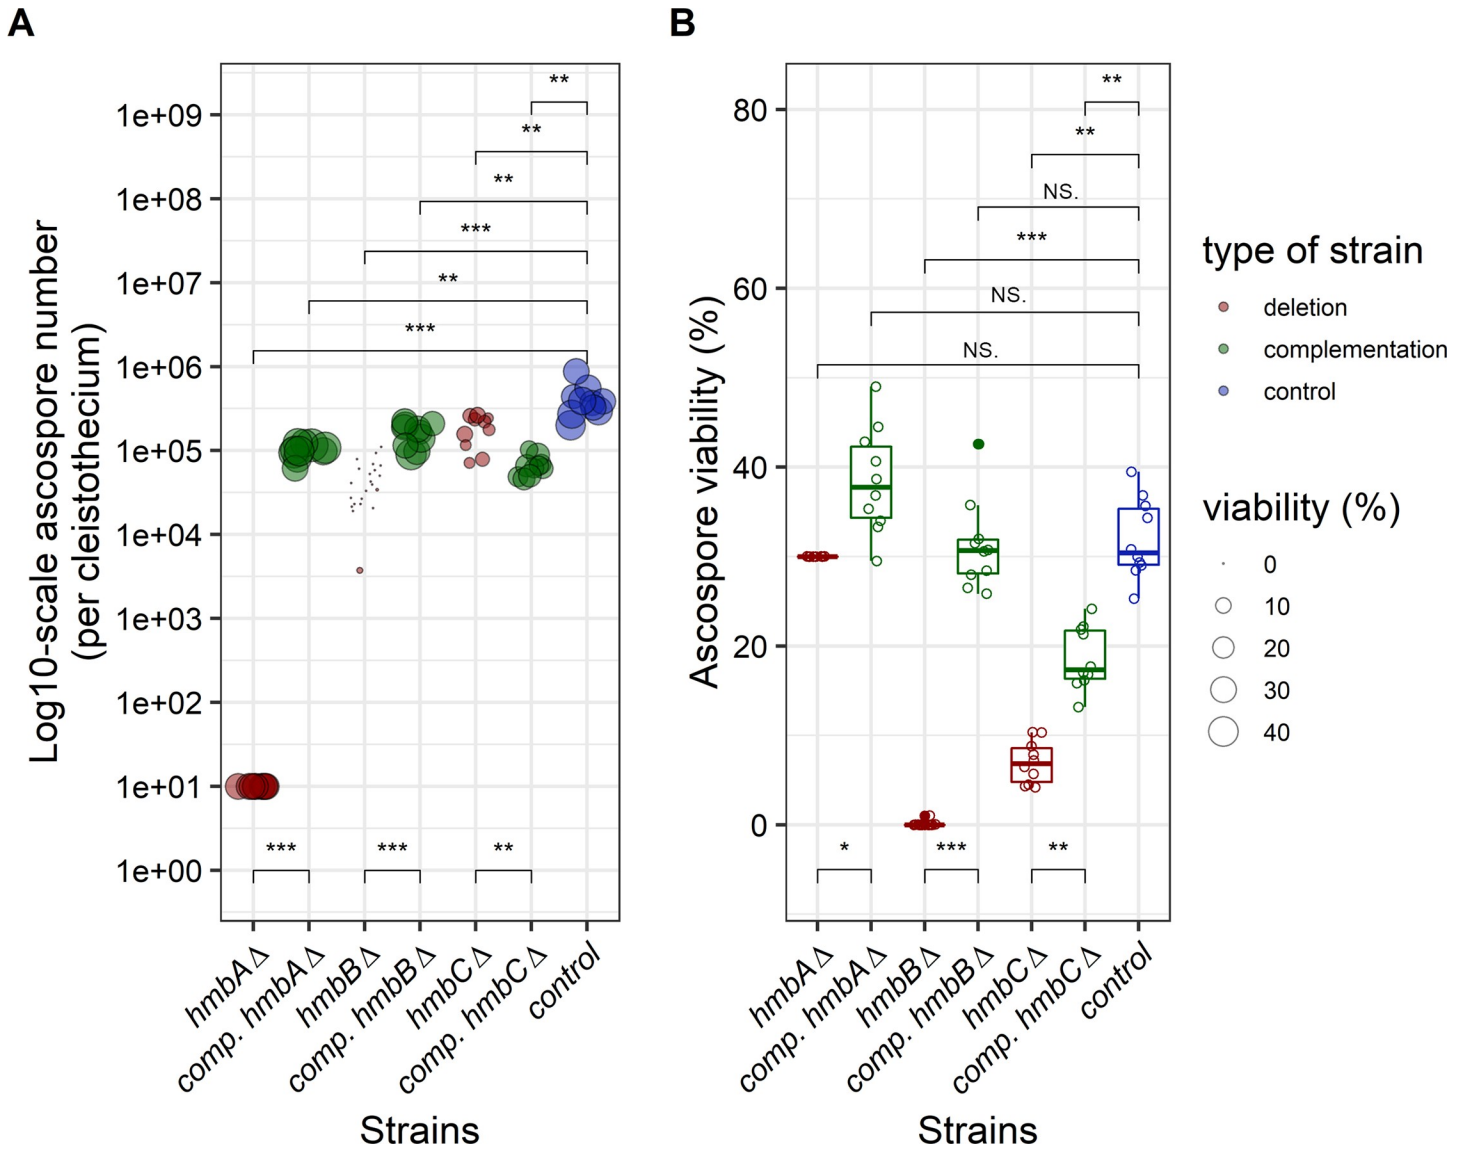 A
Log10-scale ascospore number
(per cleistothecium)
1e+09
1e+08
1e+07
1e+06
1e+05
1e+04
1e+03
1e+02
1e+01
1e+00
**
**
**
***
**
***
***
***
**
hmbAΔ
comp. hmbAΔ
hmbBΔ
comp. hmbBΔ
hmbCΔ
comp. hmbCΔ
control
Strains
B
Ascospore viability (%)
80
60
40
20
0
**
**
NS.
***
NS.
NS.
*
***
**
hmbAΔ
comp. hmbAΔ
hmbBΔ
comp. hmbBΔ
hmbCΔ
comp. hmbCΔ
control
Strains
type of strain
deletion
complementation
control
viability (%)
0
10
20
30
40